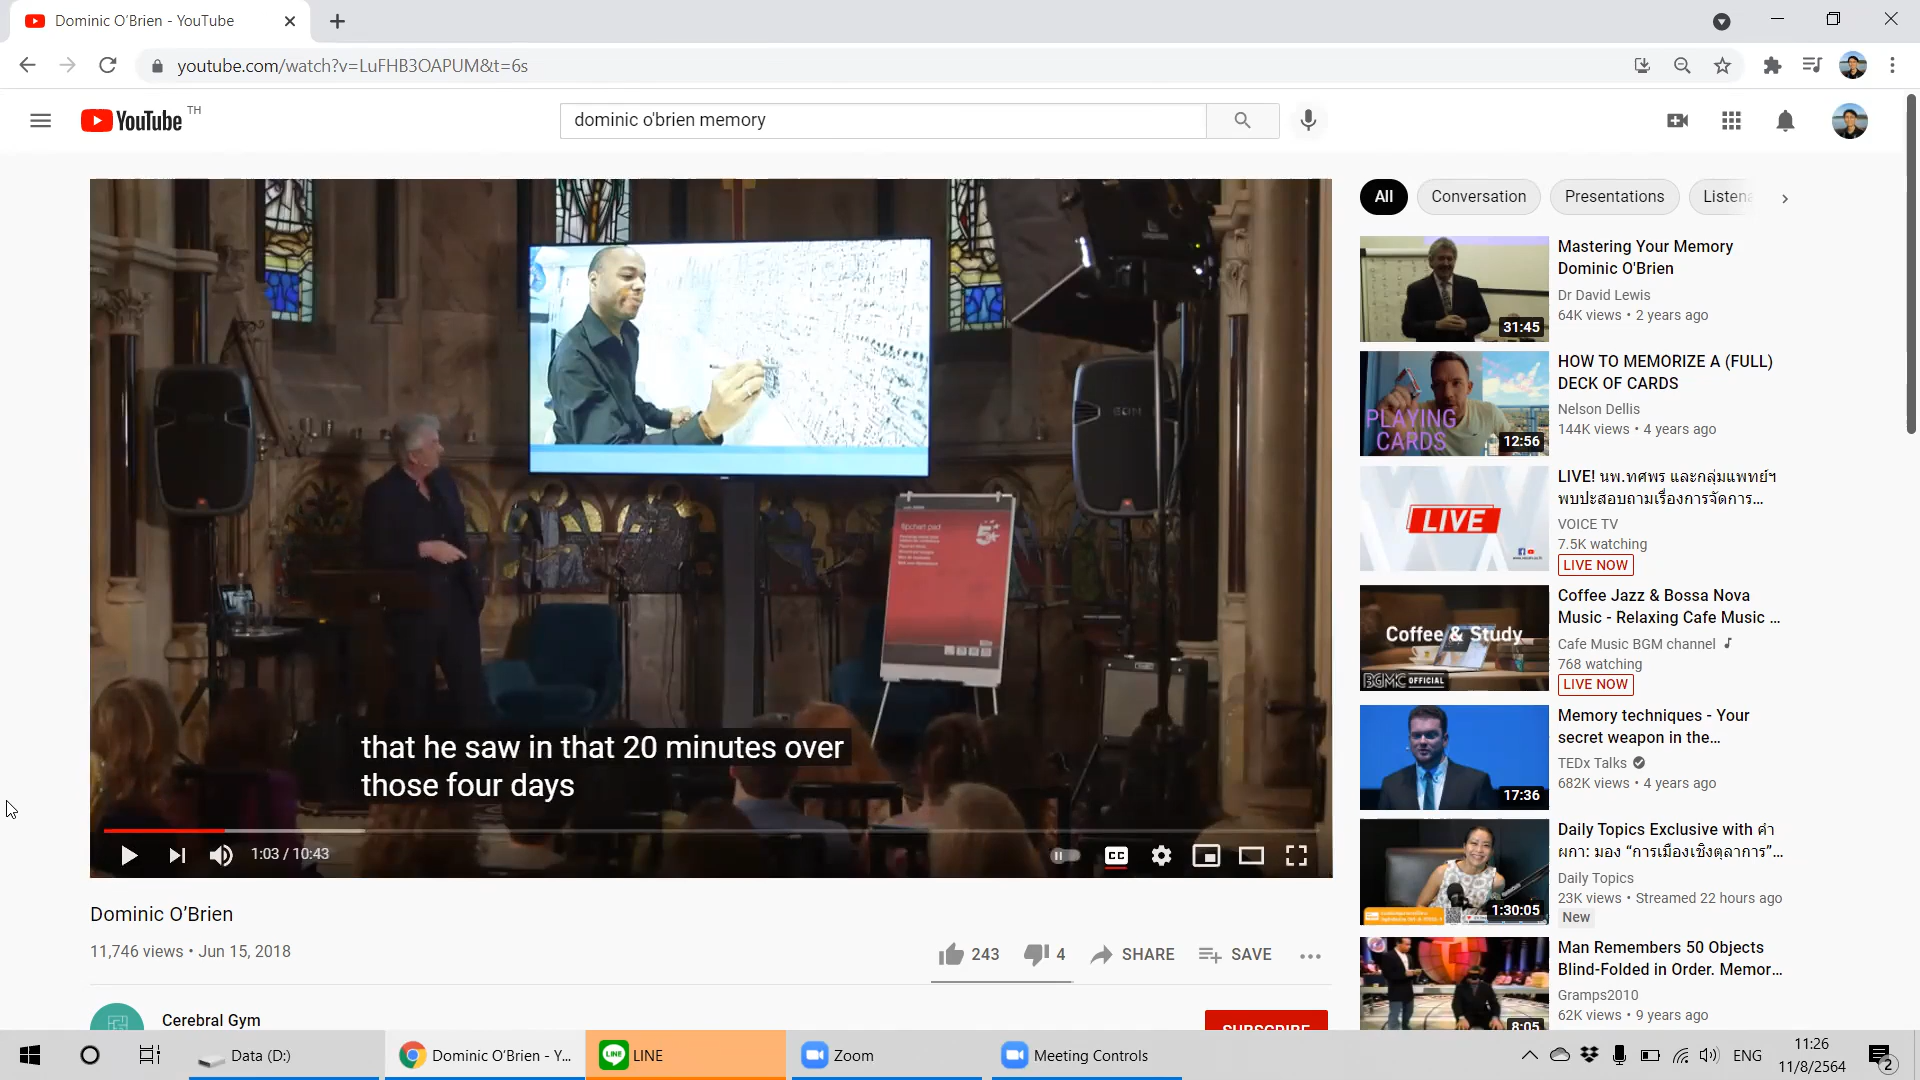 Dominic O'Brien - YouTube
youtube.com/watch?v=LuFHB3OAPUM&t=6s
YouTube TH
dominic o'brien memory
that he saw in that 20 minutes over
those four days
1:03 / 10:43
CC
Dominic O'Brien
11,746 views • Jun 15, 2018
243
4
SHARE
SAVE
Cerebral Gym
SUBSCRIBE
All
Conversation
Presentations
Listena
Mastering Your Memory
Dominic O'Brien
Dr David Lewis
64K views • 2 years ago
31:45
HOW TO MEMORIZE A (FULL)
DECK OF CARDS
Nelson Dellis
144K views • 4 years ago
PLAYING
CARDS
12:56
LIVE! นพ.ทศพร และกลุ่มแพทย์ฯ
พบปะสอบถามเรื่องการจัดการ...
VOICE TV
7.5K watching
LIVE NOW
LIVE
Coffee Jazz & Bossa Nova
Music - Relaxing Cafe Music ...
Cafe Music BGM channel
768 watching
LIVE NOW
Coffee & Study
BGMC OFFICIAL
Memory techniques - Your
secret weapon in the...
TEDx Talks
682K views • 4 years ago
17:36
Daily Topics Exclusive with คำ
ผกา: มอง “การเมืองเชิงตุลาการ”...
Daily Topics
23K views • Streamed 22 hours ago
New
1:30:05
Man Remembers 50 Objects
Blind-Folded in Order. Memor...
Gramps2010
62K views • 9 years ago
8:05
Data (D:)
Dominic O'Brien - Y...
LINE
LINE
Zoom
Meeting Controls
ENG
11:26
11/8/2564
2